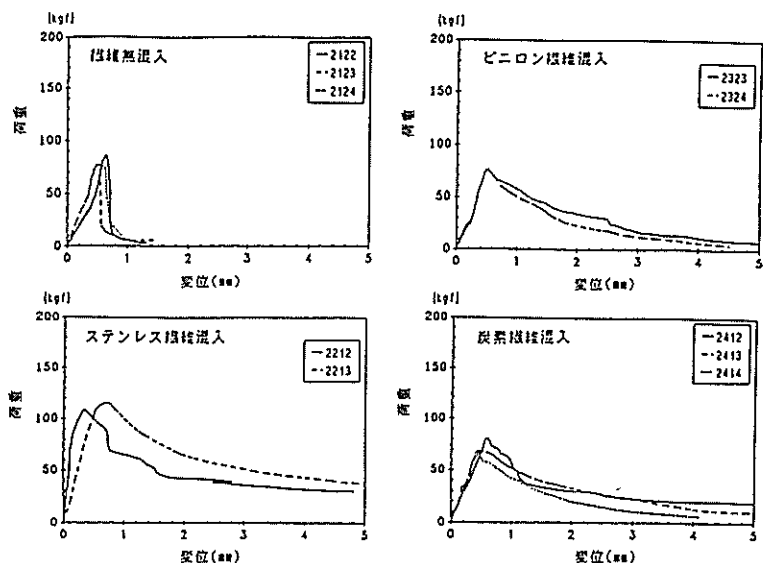 [kgf]
200
150
100
50
0
荷重
繊維無混入
2122
2123
2124
0 1 2 3 4 5
変位(mm)
[kgf]
200
150
100
50
0
荷重
ビニロン繊維混入
2323
2324
0 1 2 3 4 5
変位(mm)
[kgf]
200
150
100
50
0
荷重
ステンレス繊維混入
2212
2213
0 1 2 3 4 5
変位(mm)
[kgf]
200
150
100
50
0
荷重
炭素繊維混入
2412
2413
2414
0 1 2 3 4 5
変位(mm)